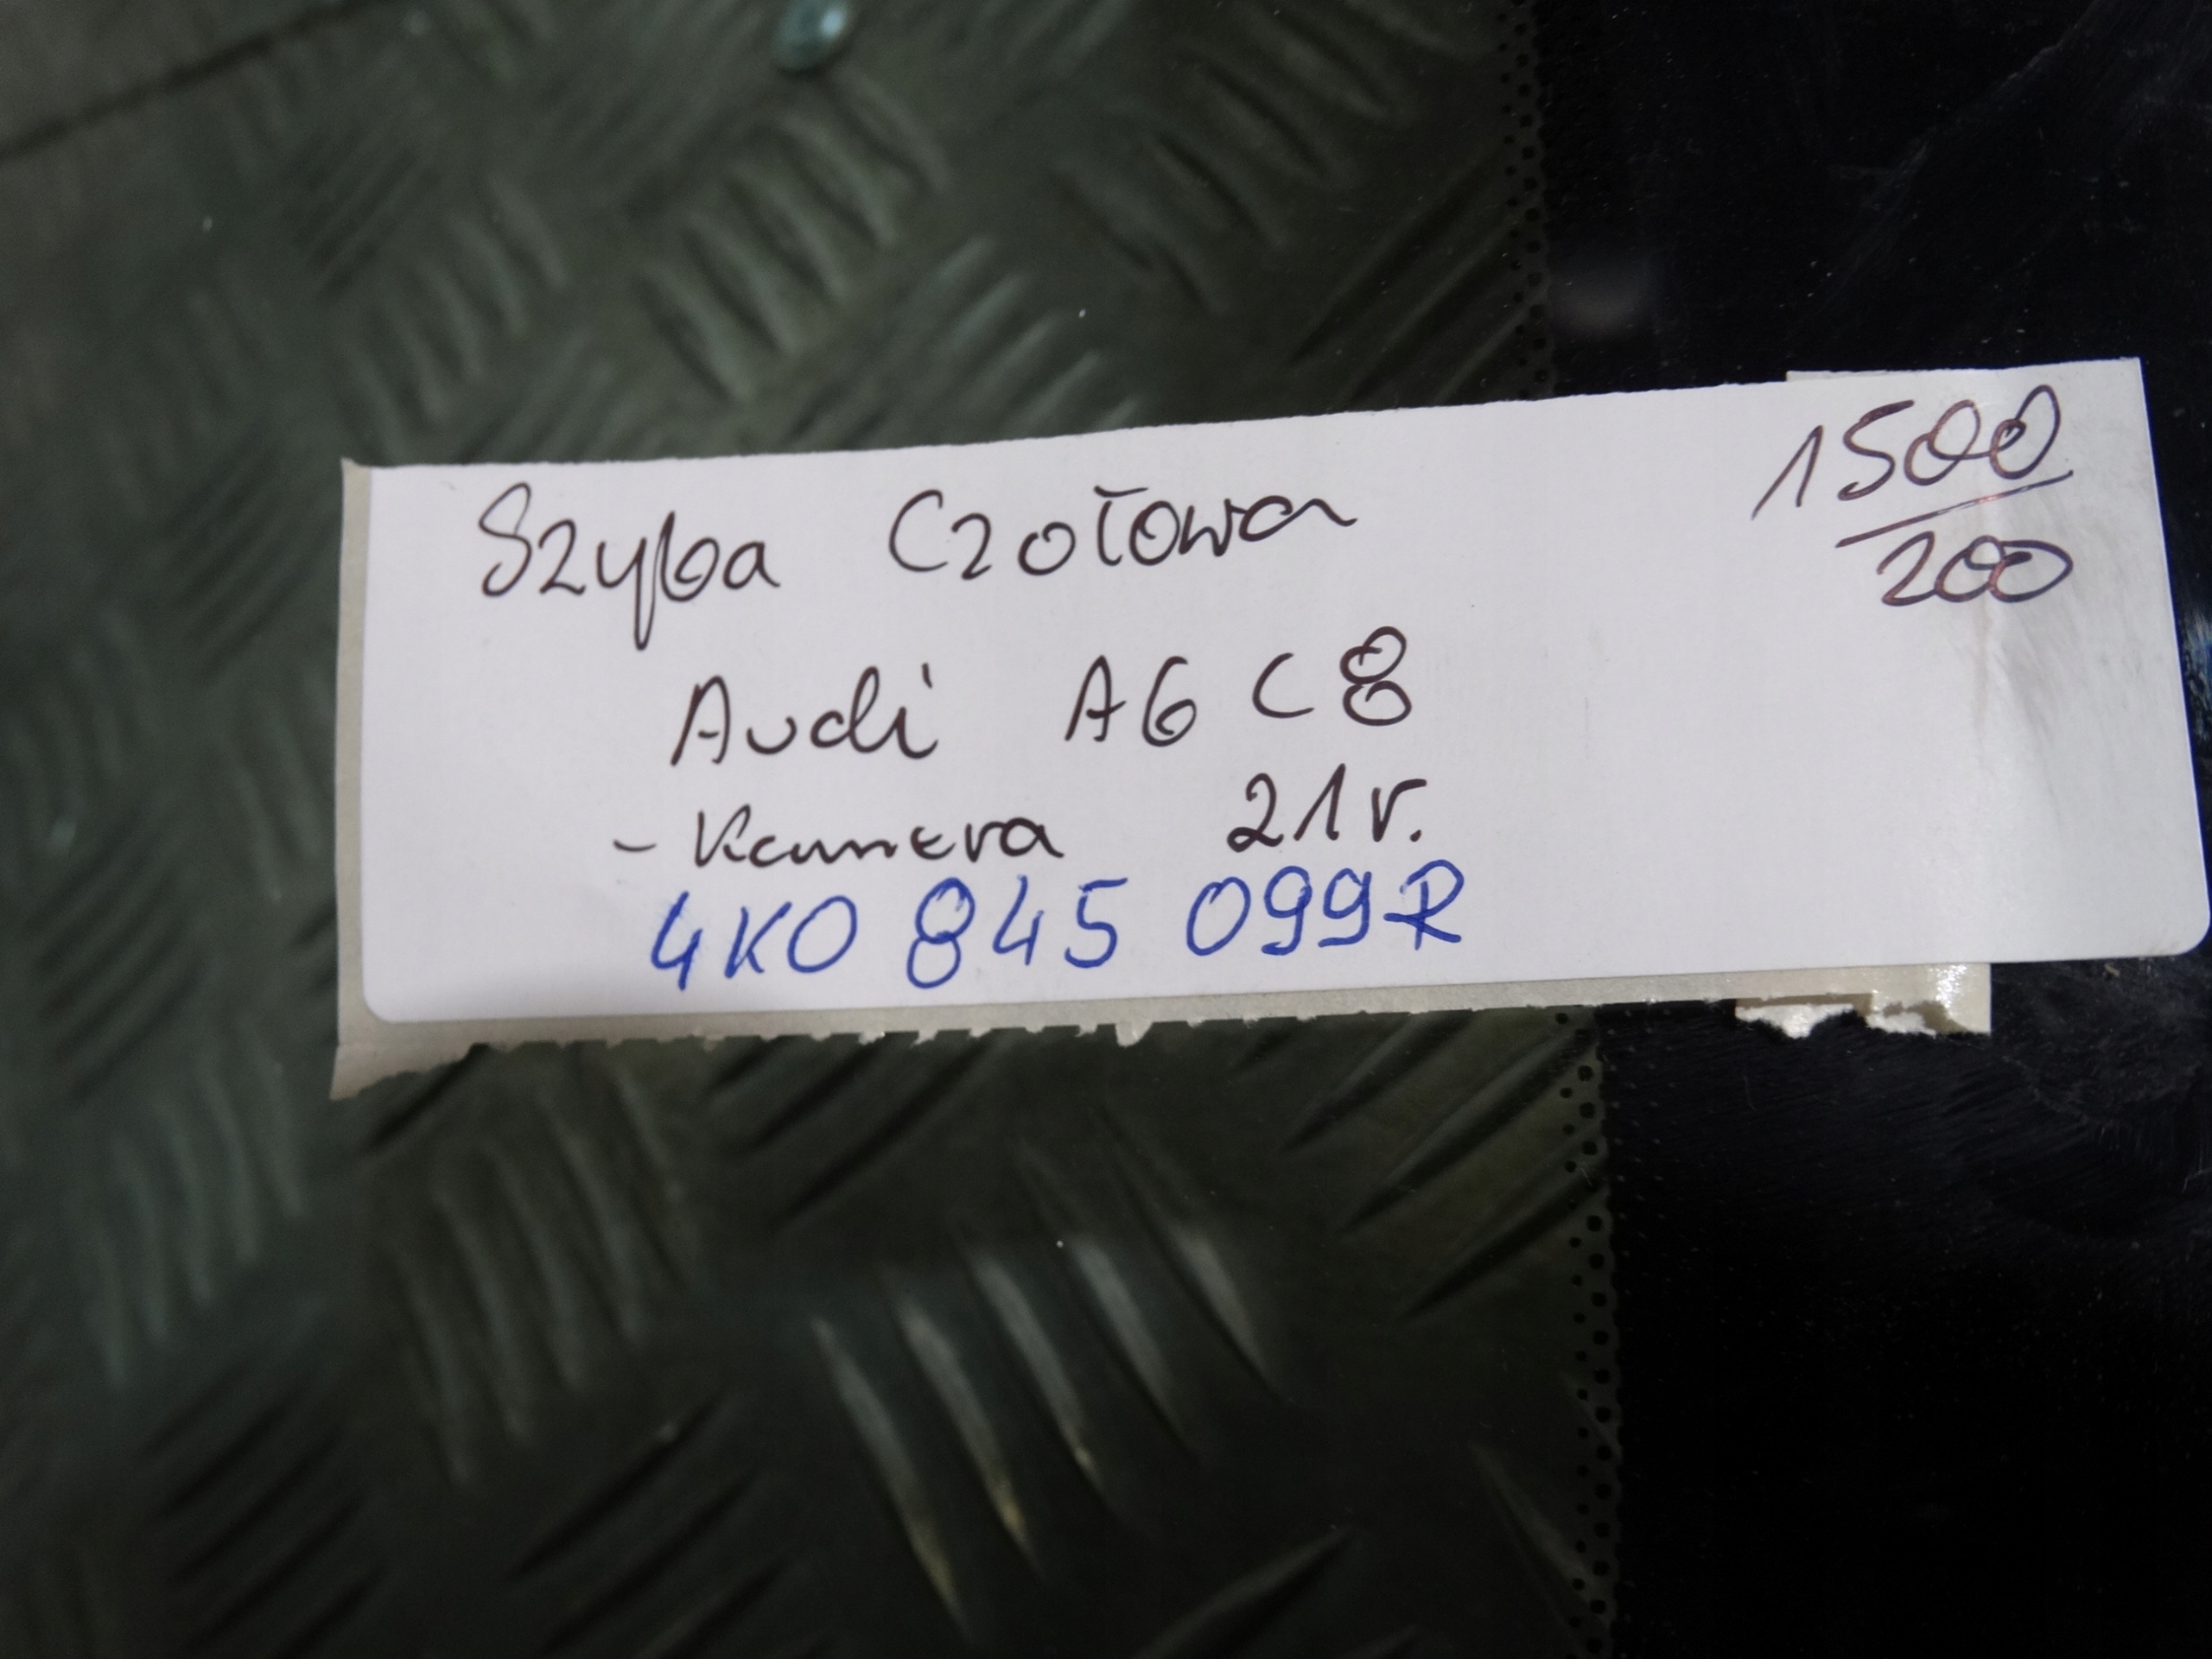 Szyba Czołowa
1500
200
Audi A6 C8
- Kamera 21r.
4K0 845 099R